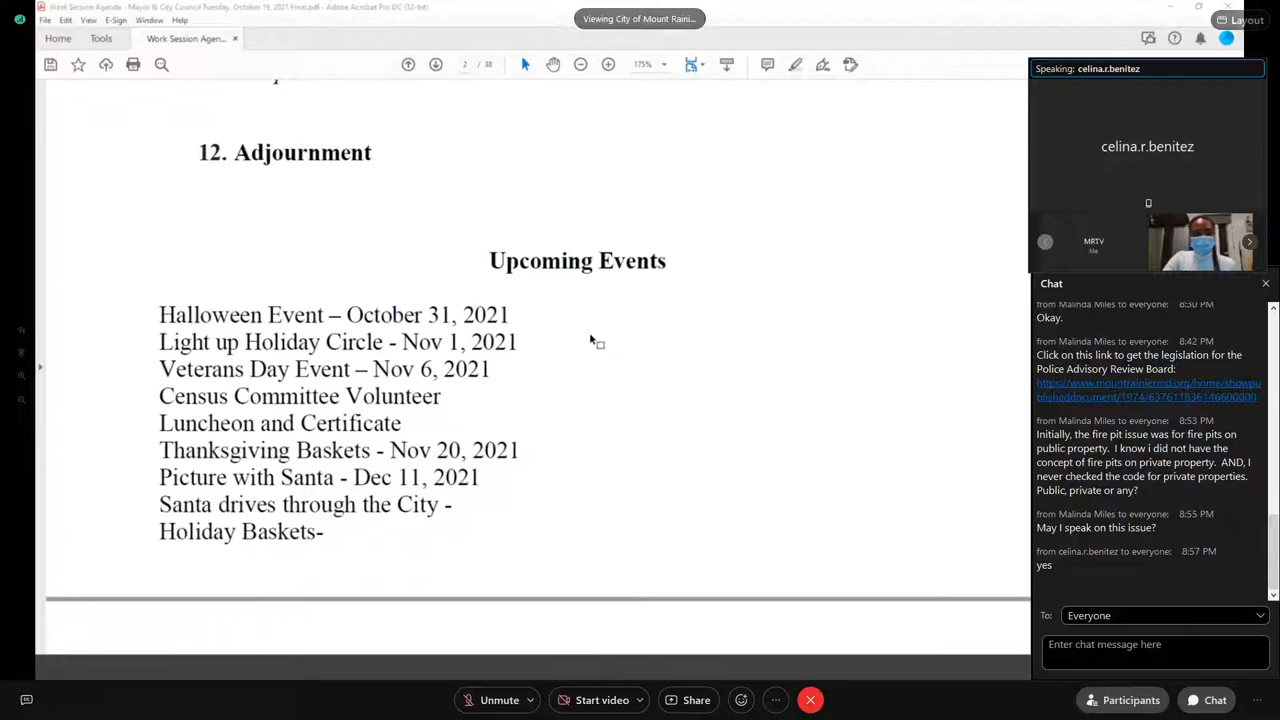 Work Session Agenda - Mayor & City Council Tuesday, October 19, 2021 Final.pdf - Adobe Acrobat Pro DC (32-bit)
Viewing City of Mount Raini...
Layout
File Edit View E-Sign Window Help
Home Tools Work Session Agen... ×
2 / 38 175%
12. Adjournment
Upcoming Events
Halloween Event – October 31, 2021
Light up Holiday Circle - Nov 1, 2021
Veterans Day Event – Nov 6, 2021
Census Committee Volunteer
Luncheon and Certificate
Thanksgiving Baskets - Nov 20, 2021
Picture with Santa - Dec 11, 2021
Santa drives through the City -
Holiday Baskets-
Speaking: celina.r.benitez
celina.r.benitez
MRTV
Me
Chat
from Malinda Miles to everyone: 8:30 PM
Okay.
from Malinda Miles to everyone: 8:42 PM
Click on this link to get the legislation for the
Police Advisory Review Board:
https://www.mountrainiermd.org/home/showpu
blisheddocument/1974/637611836146600000
from Malinda Miles to everyone: 8:53 PM
Initially, the fire pit issue was for fire pits on
public property. I know i did not have the
concept of fire pits on private property. AND, I
never checked the code for private properties.
Public, private or any?
from Malinda Miles to everyone: 8:55 PM
May I speak on this issue?
from celina.r.benitez to everyone: 8:57 PM
yes
To: Everyone
Enter chat message here
Unmute Start video Share Participants Chat